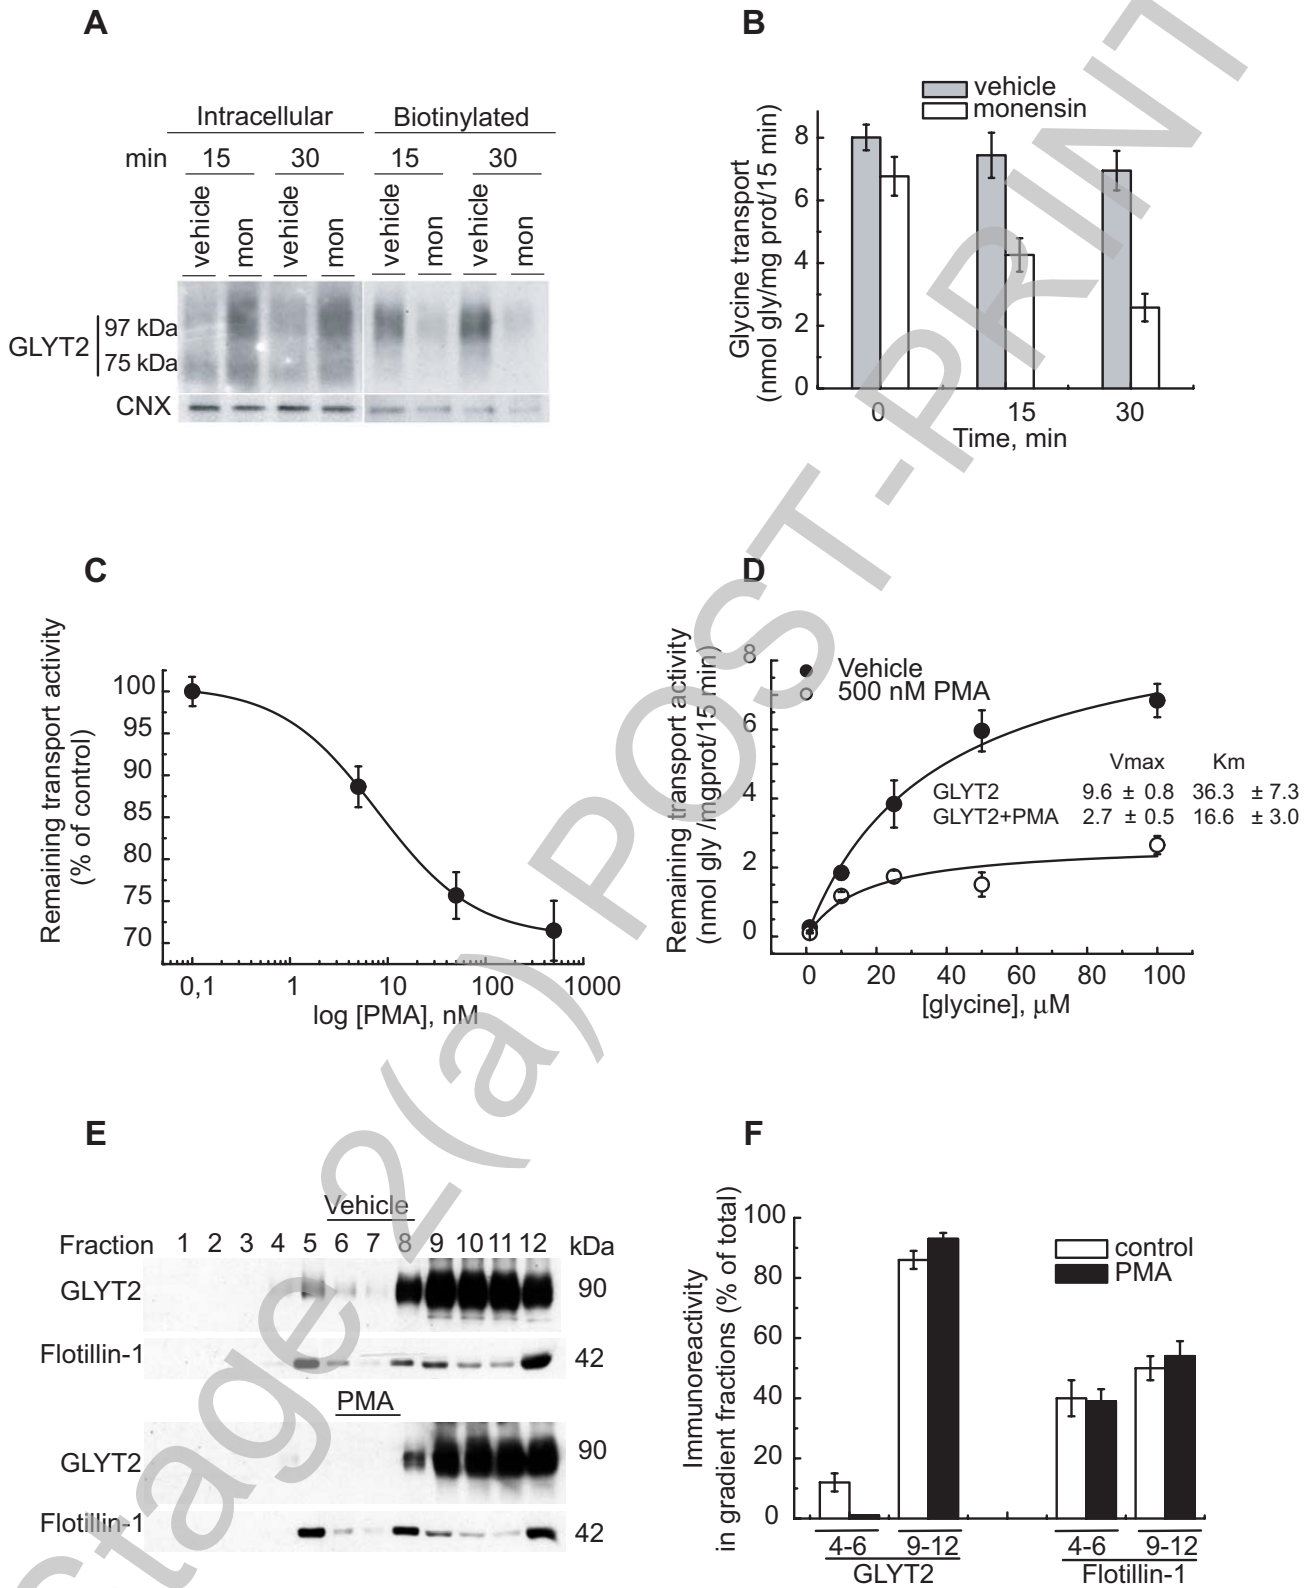 A
Intracellular Biotinylated
min 15 30 15 30
vehicle mon vehicle mon vehicle mon vehicle mon
GLYT2
97 kDa
75 kDa
CNX
B
vehicle
monensin
Glycine transport
(nmol gly/mg prot/15 min)
8
6
4
2
0
0 15 30
Time, min
C
Remaining transport activity
(% of control)
100
95
90
85
80
75
70
0,1 1 10 100 1000
log [PMA], nM
D
Remaining transport activity
(nmol gly /mgprot/15 min)
8
6
4
2
0
Vehicle
500 nM PMA
Vmax Km
GLYT2 9.6 ± 0.8 36.3 ± 7.3
GLYT2+PMA 2.7 ± 0.5 16.6 ± 3.0
0 20 40 60 80 100
[glycine], μM
E
Vehicle
Fraction 1 2 3 4 5 6 7 8 9 10 11 12 kDa
GLYT2 90
Flotillin-1 42
PMA
GLYT2 90
Flotillin-1 42
F
Immunoreactivity
in gradient fractions (% of total)
100
80
60
40
20
0
control
PMA
4-6 9-12 4-6 9-12
GLYT2 Flotillin-1
Stage 2(a) POST-PRINT